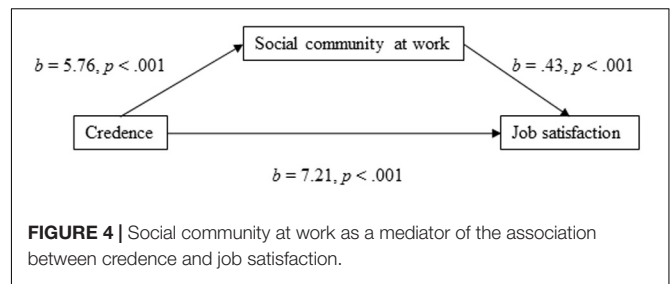 Social community at work
b = 5.76, p < .001
b = .43, p < .001
Credence
Job satisfaction
b = 7.21, p < .001
FIGURE 4 | Social community at work as a mediator of the association
between credence and job satisfaction.